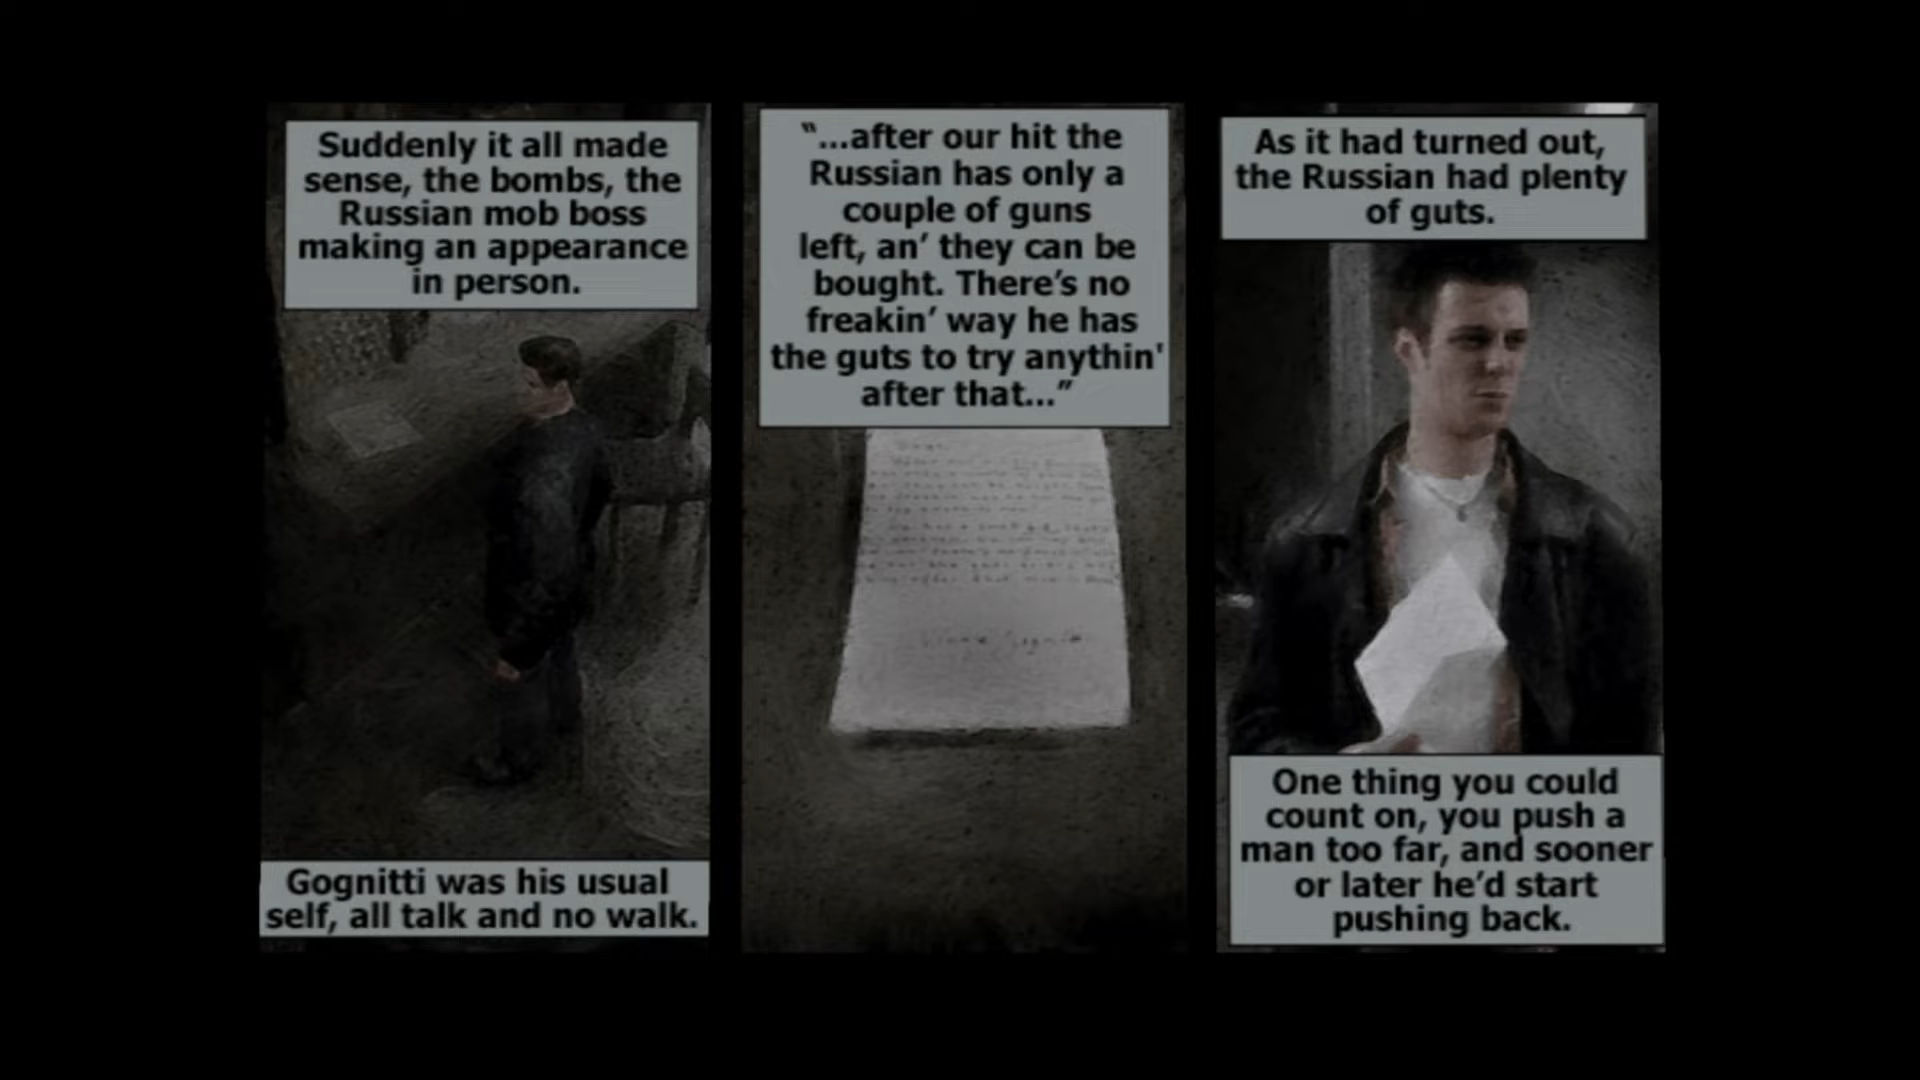 Suddenly it all made
sense, the bombs, the
Russian mob boss
making an appearance
in person.
Gognitti was his usual
self, all talk and no walk.
“...after our hit the
Russian has only a
couple of guns
left, an’ they can be
bought. There’s no
freakin’ way he has
the guts to try anythin'
after that...”
As it had turned out,
the Russian had plenty
of guts.
One thing you could
count on, you push a
man too far, and sooner
or later he’d start
pushing back.